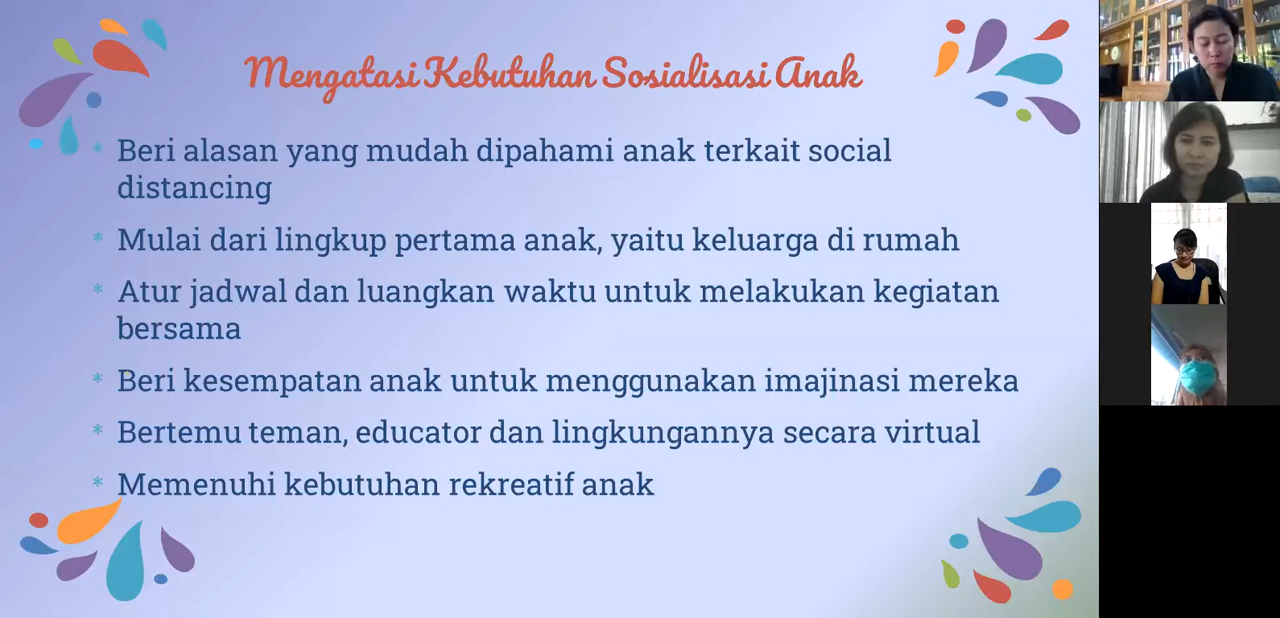 Mengatasi Kebutuhan Sosialisasi Anak
* Beri alasan yang mudah dipahami anak terkait social
distancing
* Mulai dari lingkup pertama anak, yaitu keluarga di rumah
* Atur jadwal dan luangkan waktu untuk melakukan kegiatan
bersama
* Beri kesempatan anak untuk menggunakan imajinasi mereka
* Bertemu teman, educator dan lingkungannya secara virtual
* Memenuhi kebutuhan rekreatif anak